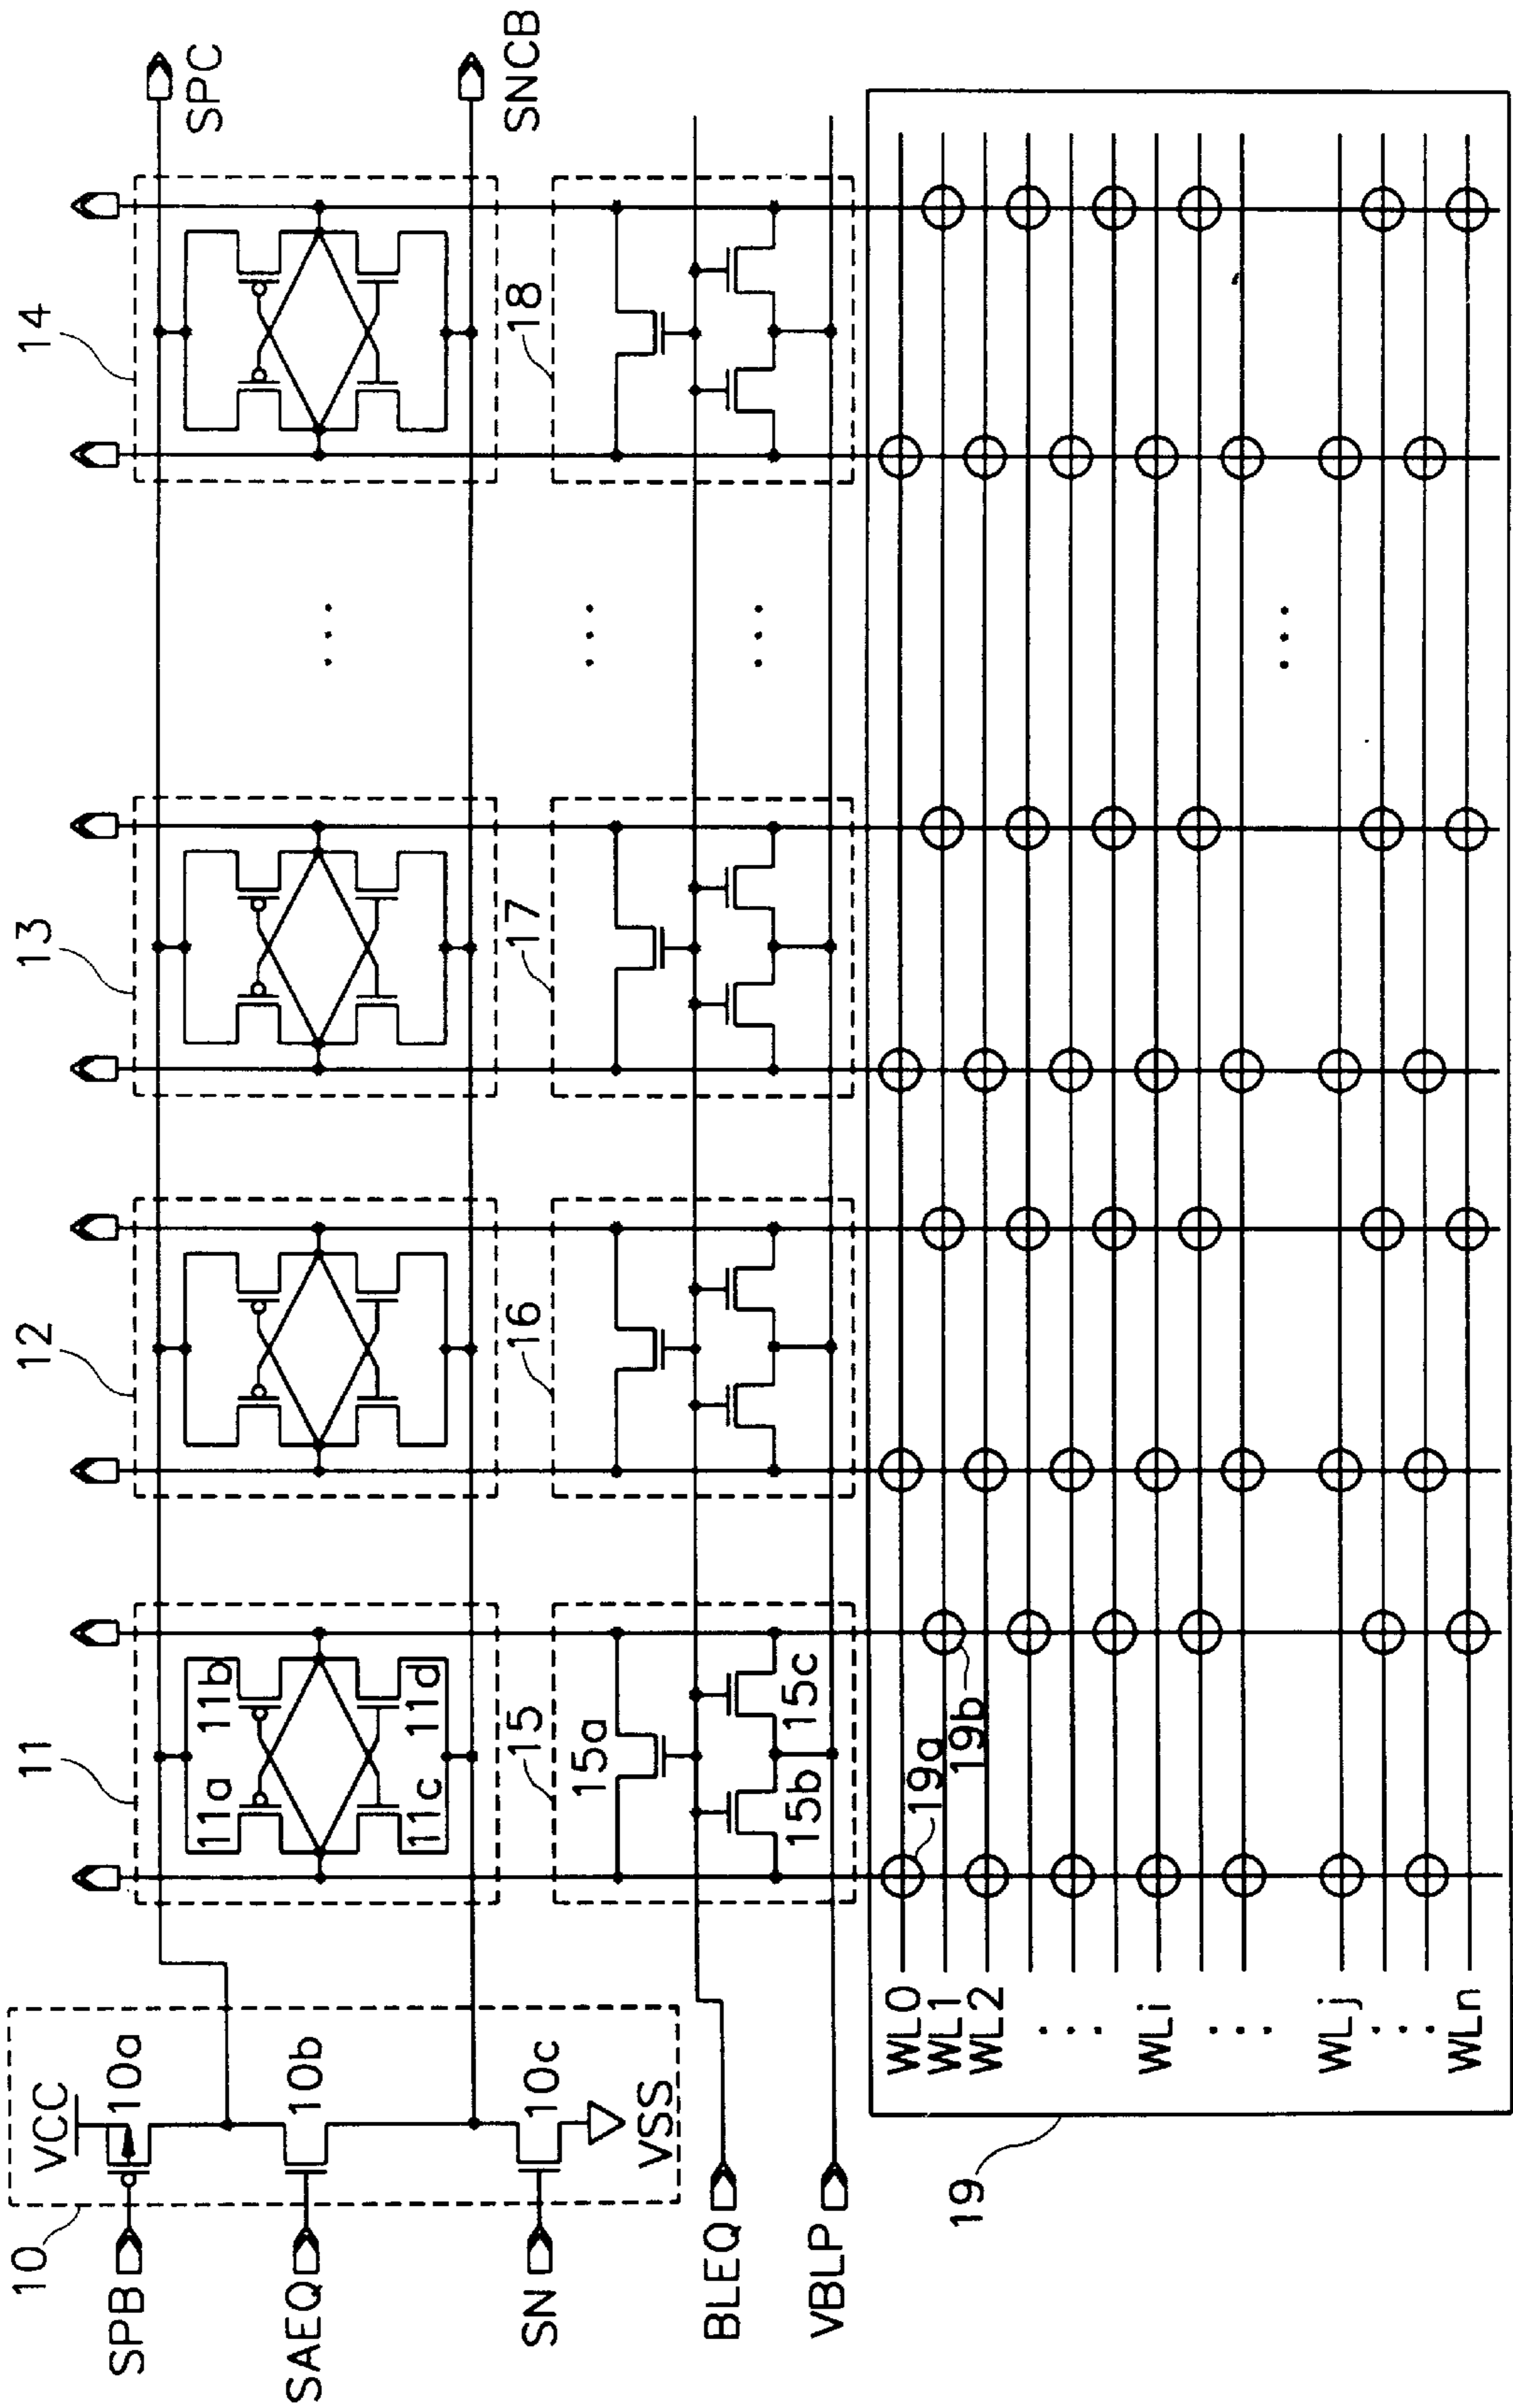 10
VCC
10a
10b
10c
VSS
SPB
SAEQ
SN
BLEQ
VBLP
11
12
13
14
SPC
SNCB
11a
11b
11c
11d
15
15a
15b
15c
16
17
18
19
19a
19b
WL0
WL1
WL2
⋮
WLi
⋮
WLj
⋮
WLn
...
...
...
...